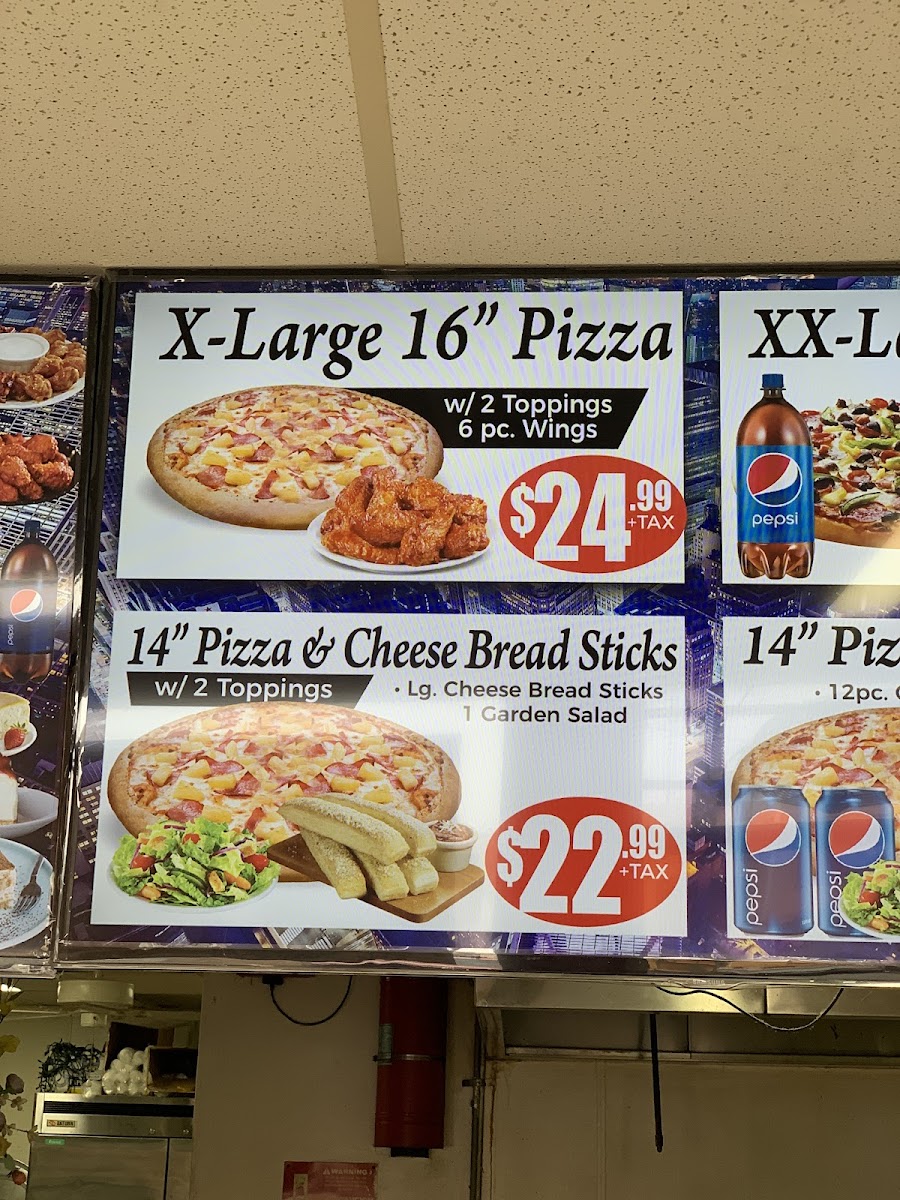 X-Large 16” Pizza
w/ 2 Toppings
6 pc. Wings
$24.99
+TAX
14” Pizza & Cheese Bread Sticks
w/ 2 Toppings
• Lg. Cheese Bread Sticks
1 Garden Salad
$22.99
+TAX
XX-L
pepsi
14” Piz
• 12pc.
pepsi
pepsi
pepsi
WARNING